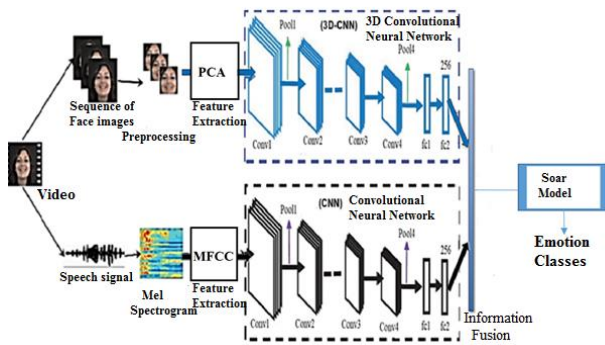 Video
Sequence of
Face images
Preprocessing
PCA
Feature
Extraction
(3D-CNN)
3D Convolutional
Neural Network
Pool1
Pool4
256
Conv1
Conv2
Conv3
Conv4
fc1
fc2
Speech signal
Mel
Spectrogram
MFCC
Feature
Extraction
(CNN)
Convolutional
Neural Network
Pool1
Pool4
256
Conv1
Conv2
Conv3
Conv4
fc1
fc2
Information
Fusion
Soar
Model
Emotion
Classes